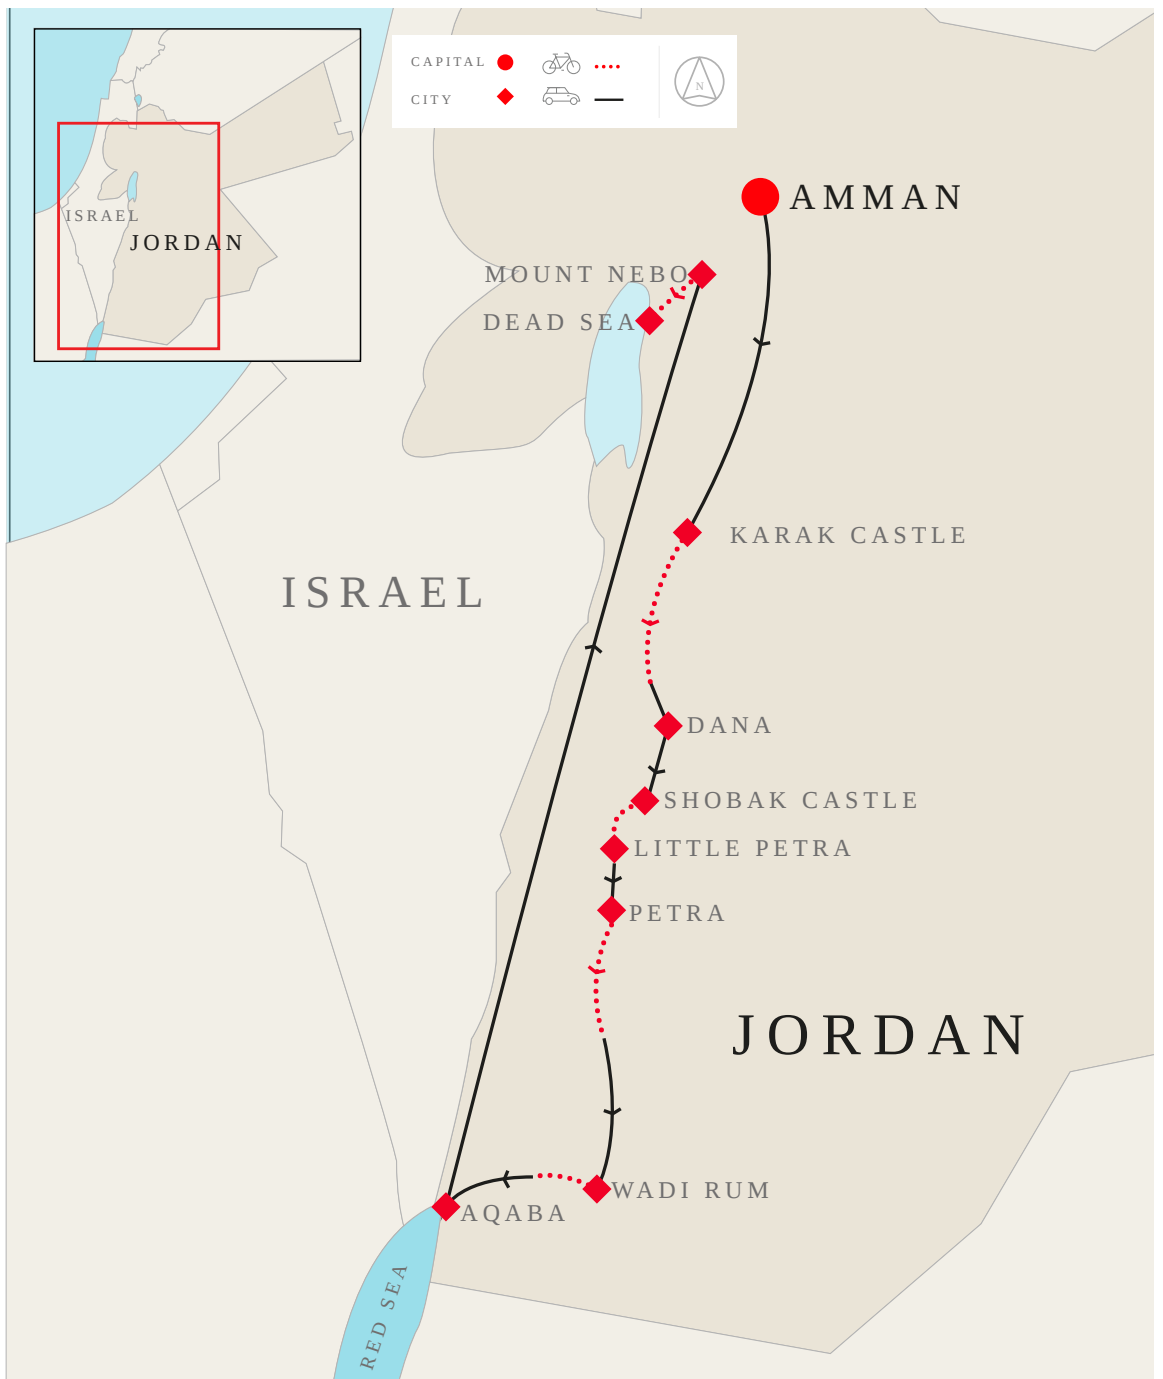 CAPITAL
CITY
N
ISRAEL
JORDAN
AMMAN
MOUNT NEBO
DEAD SEA
KARAK CASTLE
ISRAEL
DANA
SHOBAK CASTLE
LITTLE PETRA
PETRA
JORDAN
WADI RUM
AQABA
RED SEA